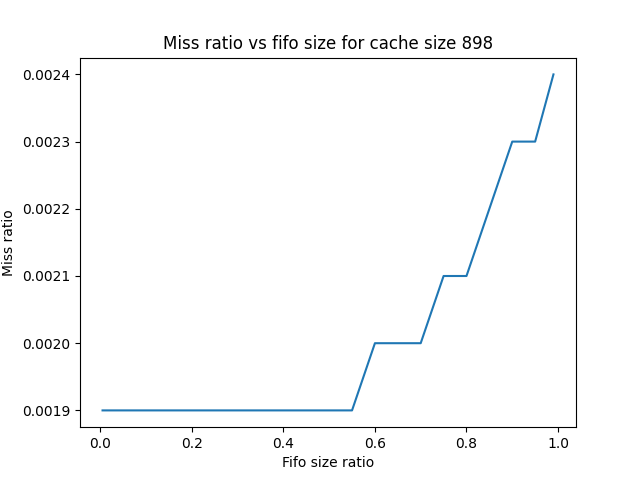 Miss ratio vs fifo size for cache size 898
0.0024
0.0023
0.0022
0.0021
0.0020
0.0019
Miss ratio
0.0 0.2 0.4 0.6 0.8 1.0
Fifo size ratio